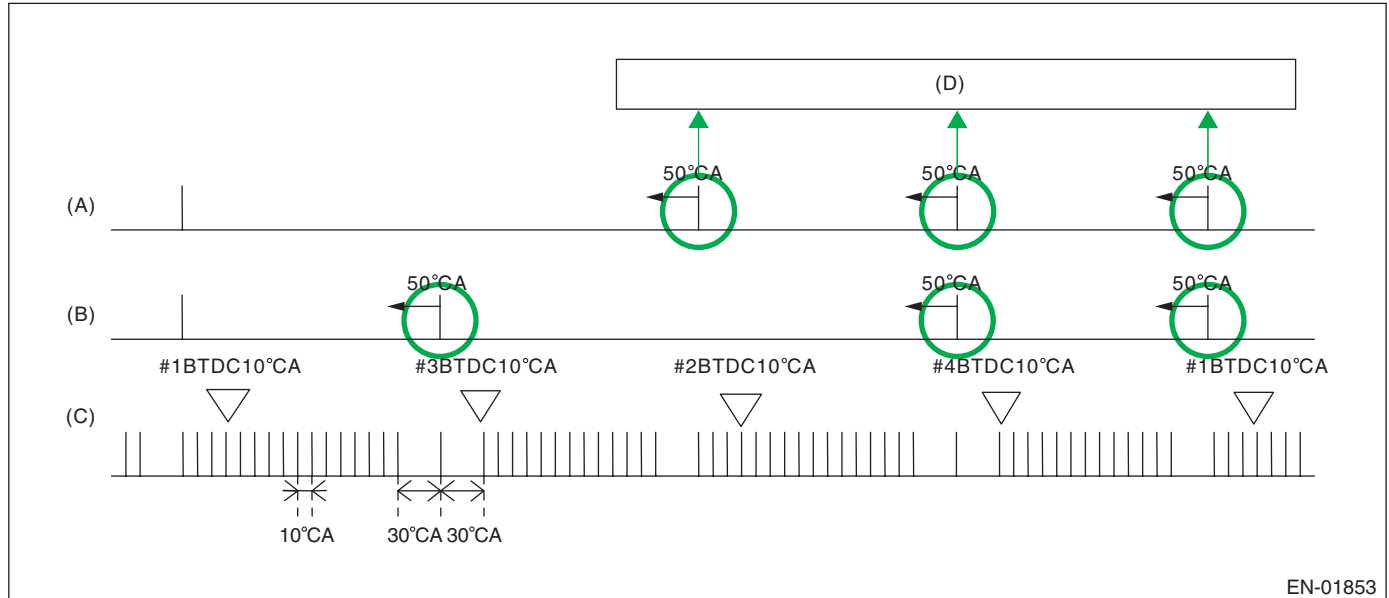 (D)
50°CA 50°CA 50°CA
(A)
50°CA 50°CA 50°CA
(B)
#1BTDC10°CA #3BTDC10°CA #2BTDC10°CA #4BTDC10°CA #1BTDC10°CA
(C)
10°CA 30°CA 30°CA
EN-01853